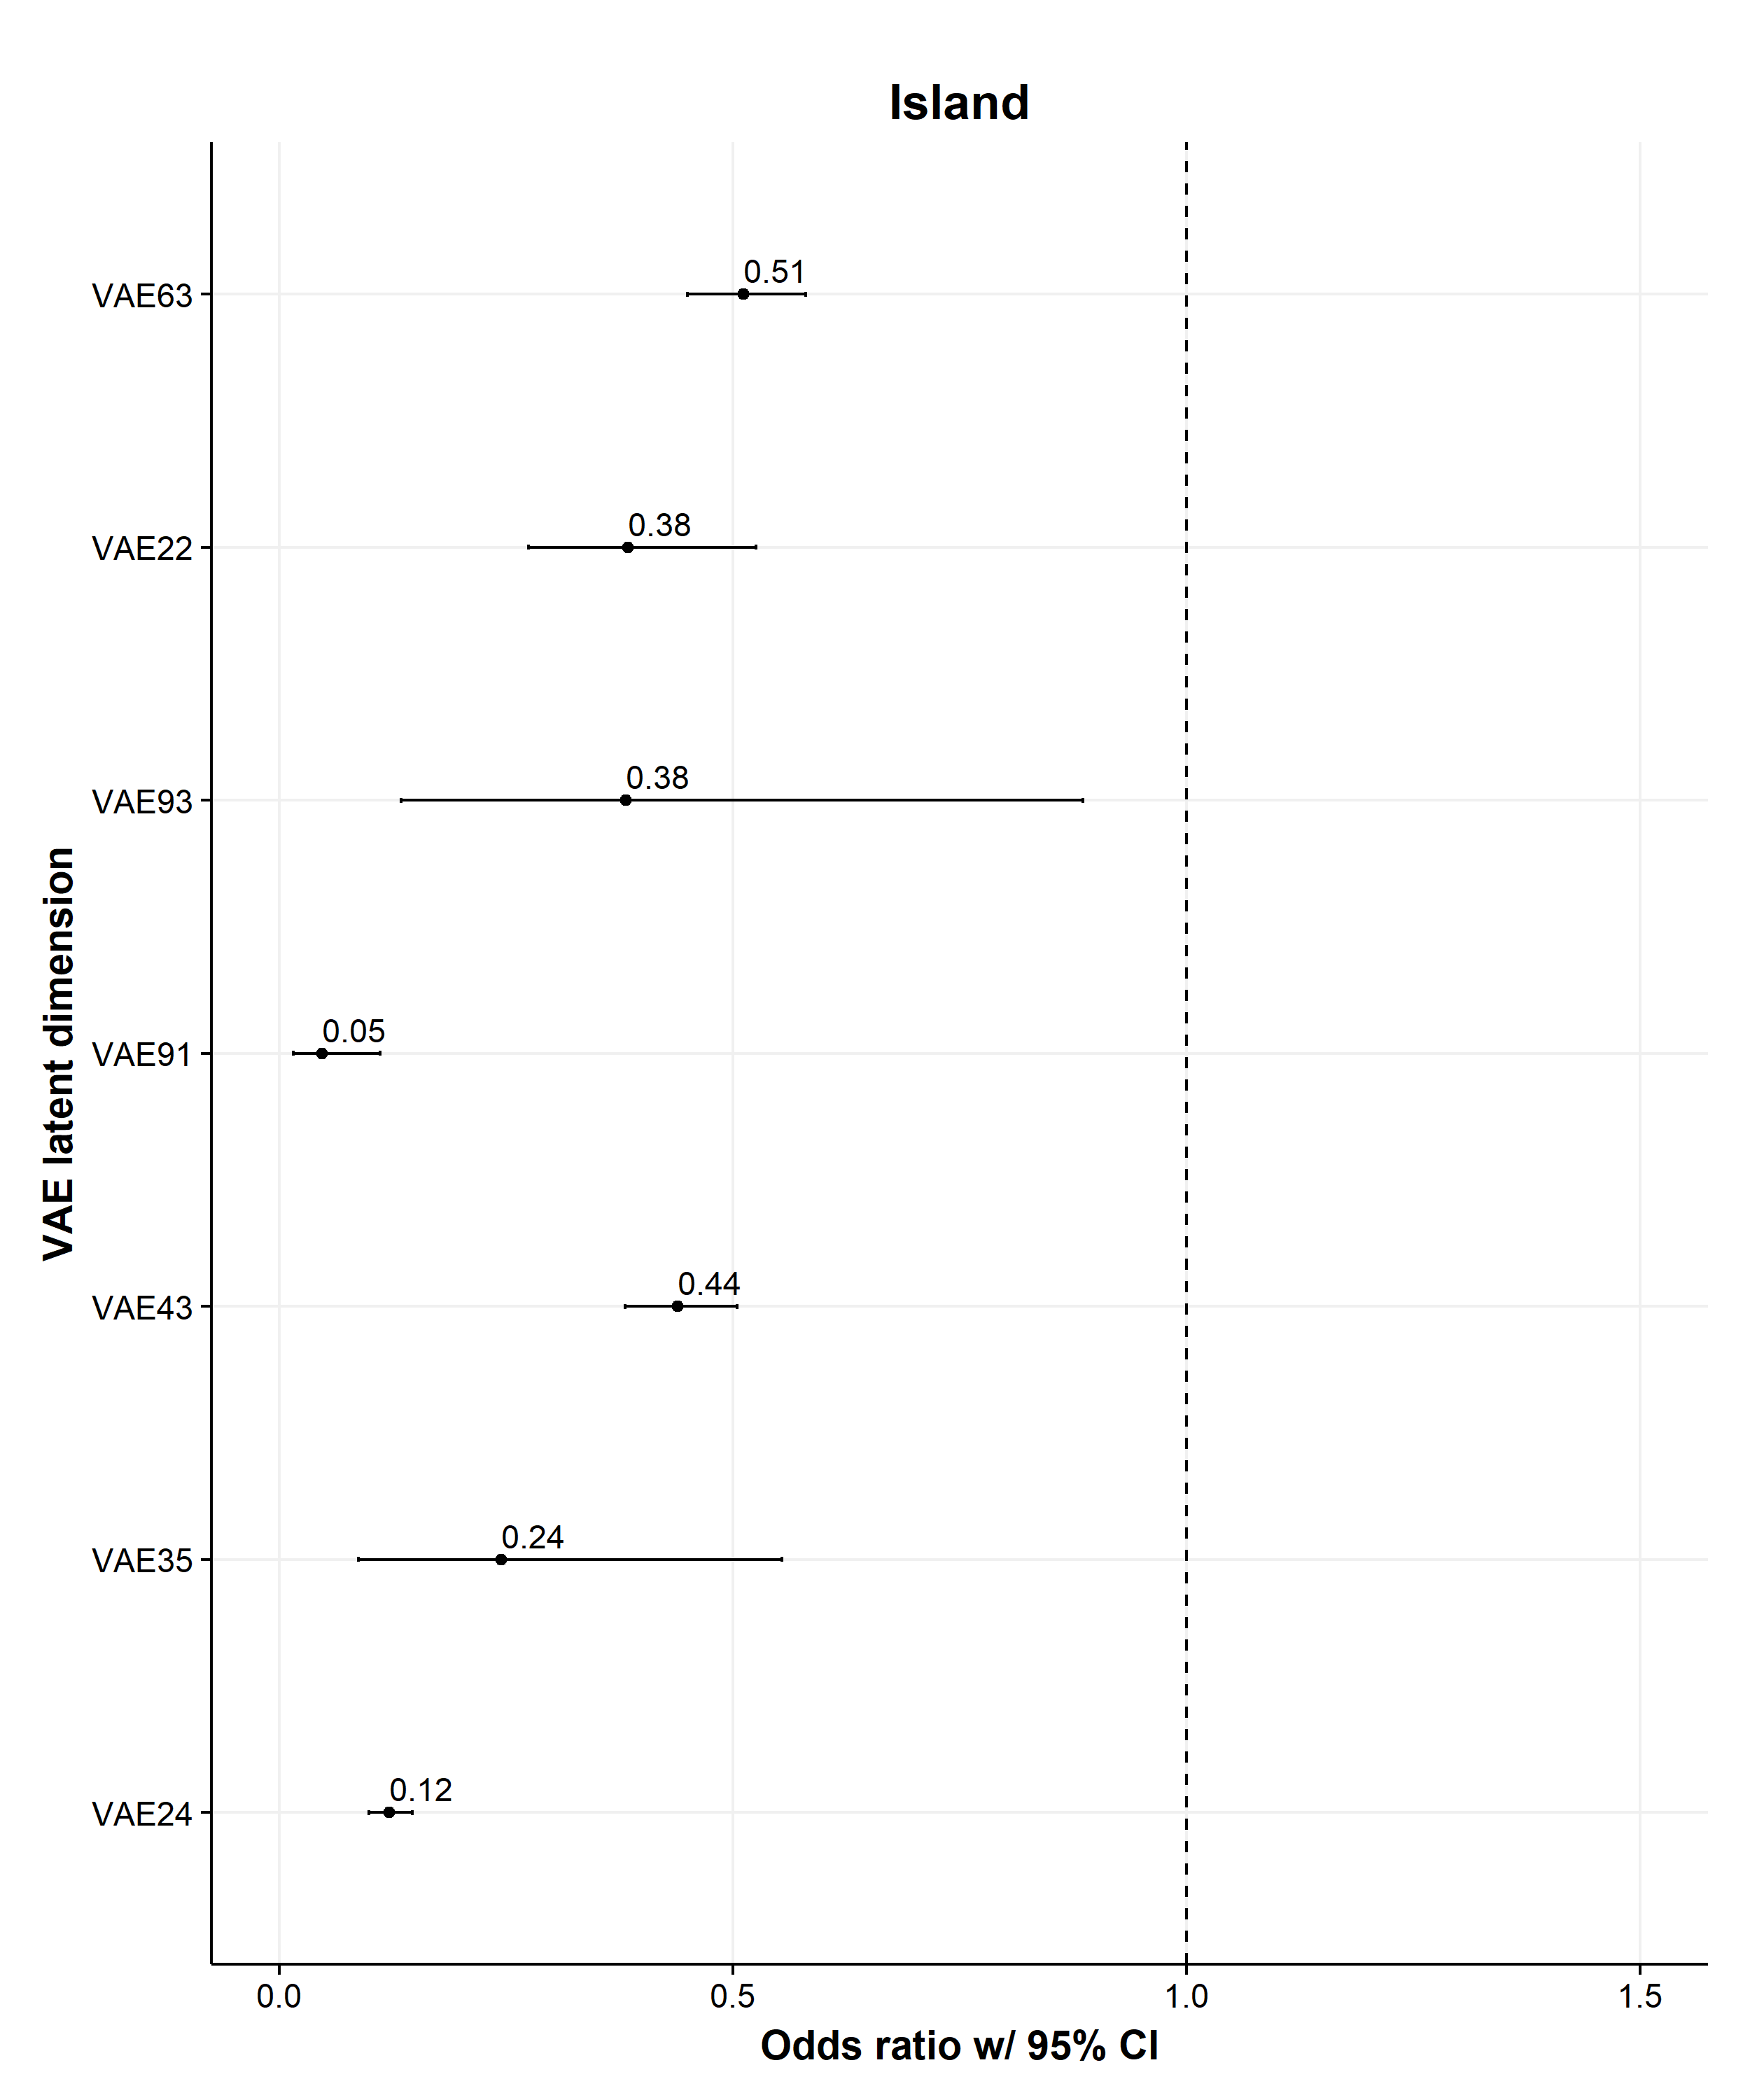 Island
VAE latent dimension
VAE63
0.51
VAE22
0.38
VAE93
0.38
VAE91
0.05
VAE43
0.44
VAE35
0.24
VAE24
0.12
0.0 0.5 1.0 1.5
Odds ratio w/ 95% CI